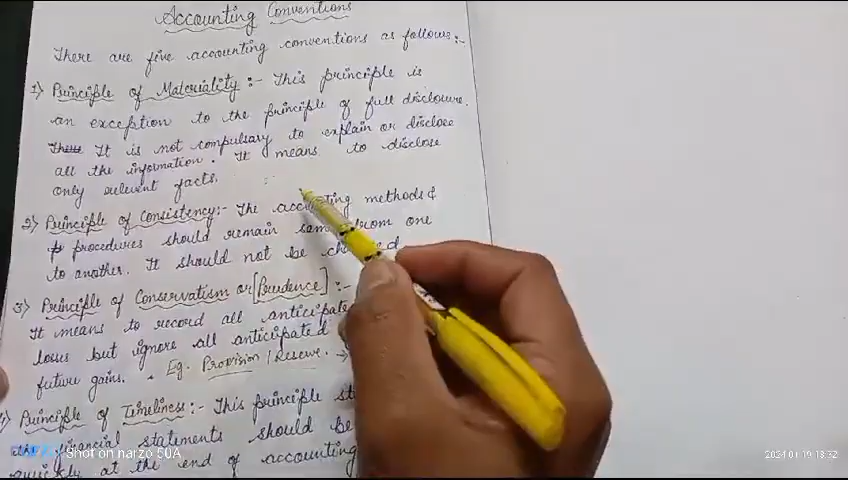 Accounting Conventions
There are five accounting conventions as follows:-
1) Principle of Materiality :- This principle is
an exception to the principle of full disclosure.
It is not compulsary to explain or disclose
all the information. It means to disclose
only relevant facts.
2) Principle of Consistency:- The accounting methods &
procedures should remain same from one
to another. It should not be changed
3) Principle of Conservatism or [Prudence] :-
It means to record all anticipate
losses but ignore all anticipated
future gains. Eg. Provision / Reserve.
4) Principle of Timeliness :- This principle
the financial statements should be
quickly at the end of accounting
Shot on narzo 50A
2024.01.19 18:32